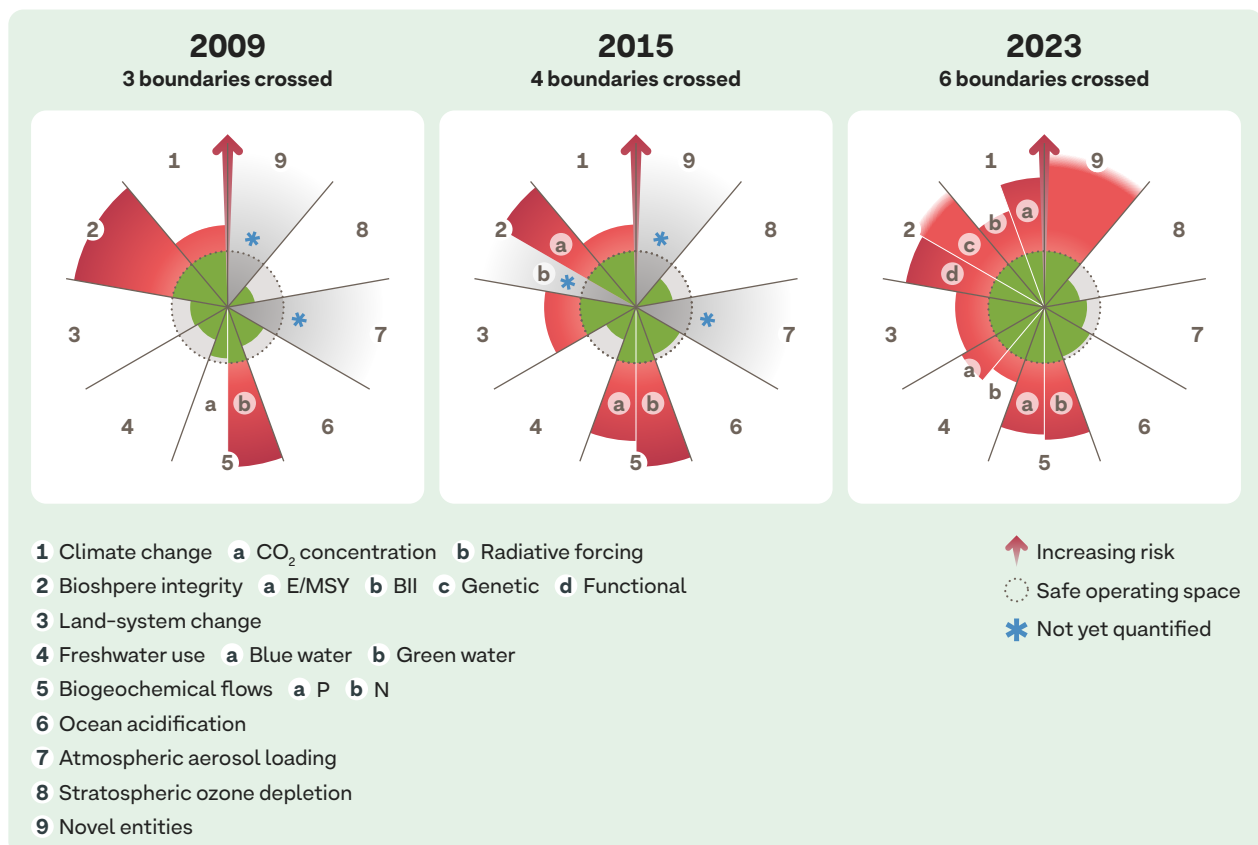 2009
3 boundaries crossed
1
9
2
8
3
7
a
b
4
6
5
2015
4 boundaries crossed
1
9
2
a
8
b
3
7
a
b
4
6
5
2023
6 boundaries crossed
1
9
a
b
2
c
8
d
3
7
a
b
a
b
4
6
5
1 Climate change a CO2 concentration b Radiative forcing
2 Bioshpere integrity a E/MSY b BII c Genetic d Functional
3 Land-system change
4 Freshwater use a Blue water b Green water
5 Biogeochemical flows a P b N
6 Ocean acidification
7 Atmospheric aerosol loading
8 Stratospheric ozone depletion
9 Novel entities
Increasing risk
Safe operating space
Not yet quantified